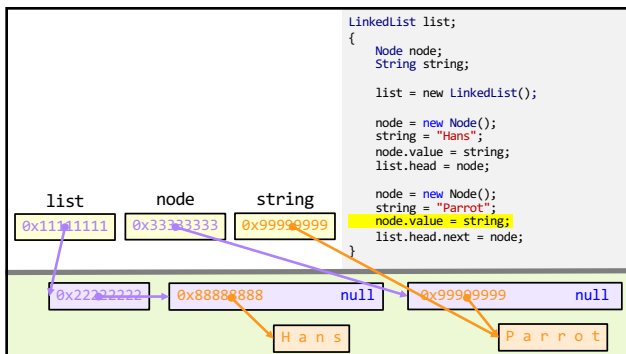 LinkedList list;
{
Node node;
String string;
list = new LinkedList();
node = new Node();
string = "Hans";
node.value = string;
list.head = node;
node = new Node();
string = "Parrot";
node.value = string;
list.head.next = node;
}
list node string
0x11111111 0x33333333 0x99999999
0x22222222 0x88888888 null 0x99999999 null
Hans Parrot